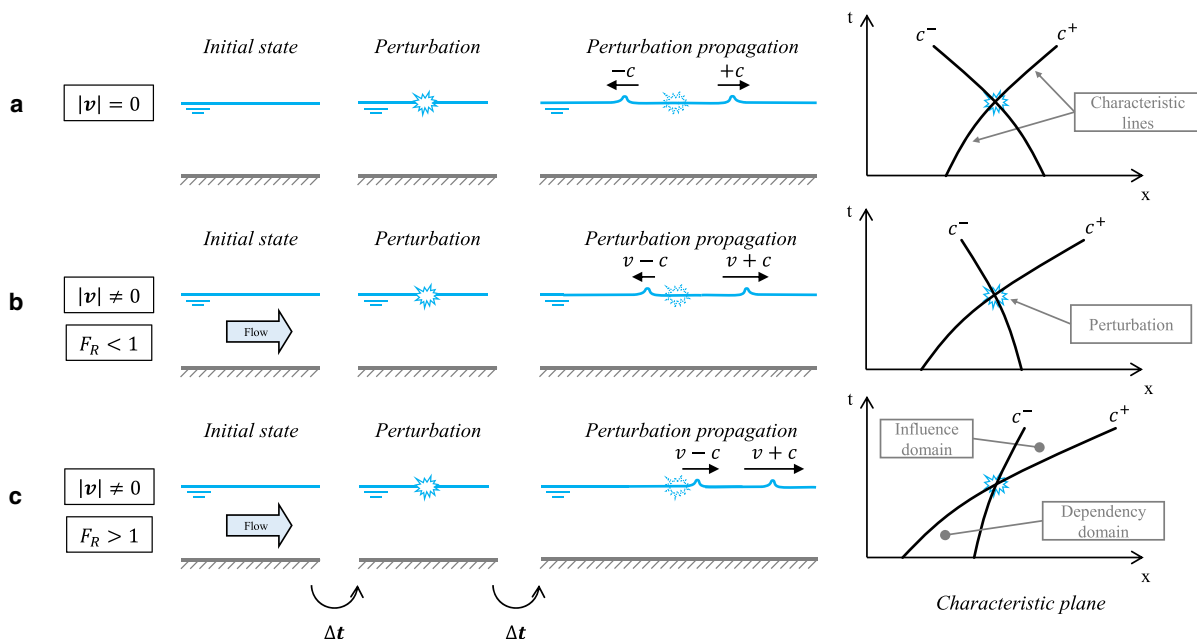 Initial state
Perturbation
Perturbation propagation
−c
+c
a
|v| = 0
t
c⁻
c⁺
Characteristic
lines
x
Initial state
Perturbation
Perturbation propagation
v − c
v + c
b
|v| ≠ 0
F_R < 1
Flow
t
c⁻
c⁺
Perturbation
x
Initial state
Perturbation
Perturbation propagation
v − c
v + c
c
|v| ≠ 0
F_R > 1
Flow
t
c⁻
c⁺
Influence
domain
Dependency
domain
x
Δt
Δt
Characteristic plane